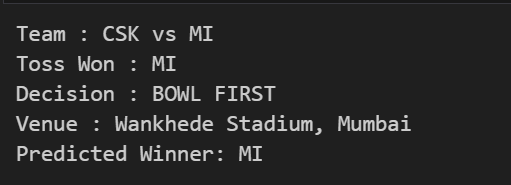 Team : CSK vs MI
Toss Won : MI
Decision : BOWL FIRST
Venue : Wankhede Stadium, Mumbai
Predicted Winner: MI